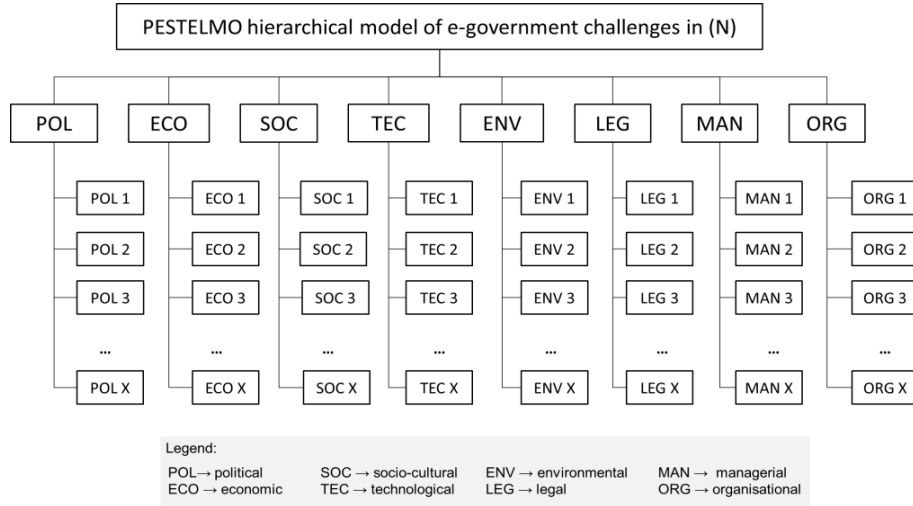 PESTELMO hierarchical model of e-government challenges in (N)
POL ECO SOC TEC ENV LEG MAN ORG
POL 1 ECO 1 SOC 1 TEC 1 ENV 1 LEG 1 MAN 1 ORG 1
POL 2 ECO 2 SOC 2 TEC 2 ENV 2 LEG 2 MAN 2 ORG 2
POL 3 ECO 3 SOC 3 TEC 3 ENV 3 LEG 3 MAN 3 ORG 3
... ... ... ... ... ... ... ...
POL X ECO X SOC X TEC X ENV X LEG X MAN X ORG X
Legend:
POL→ political SOC → socio-cultural ENV → environmental MAN → managerial
ECO → economic TEC → technological LEG → legal ORG → organisational